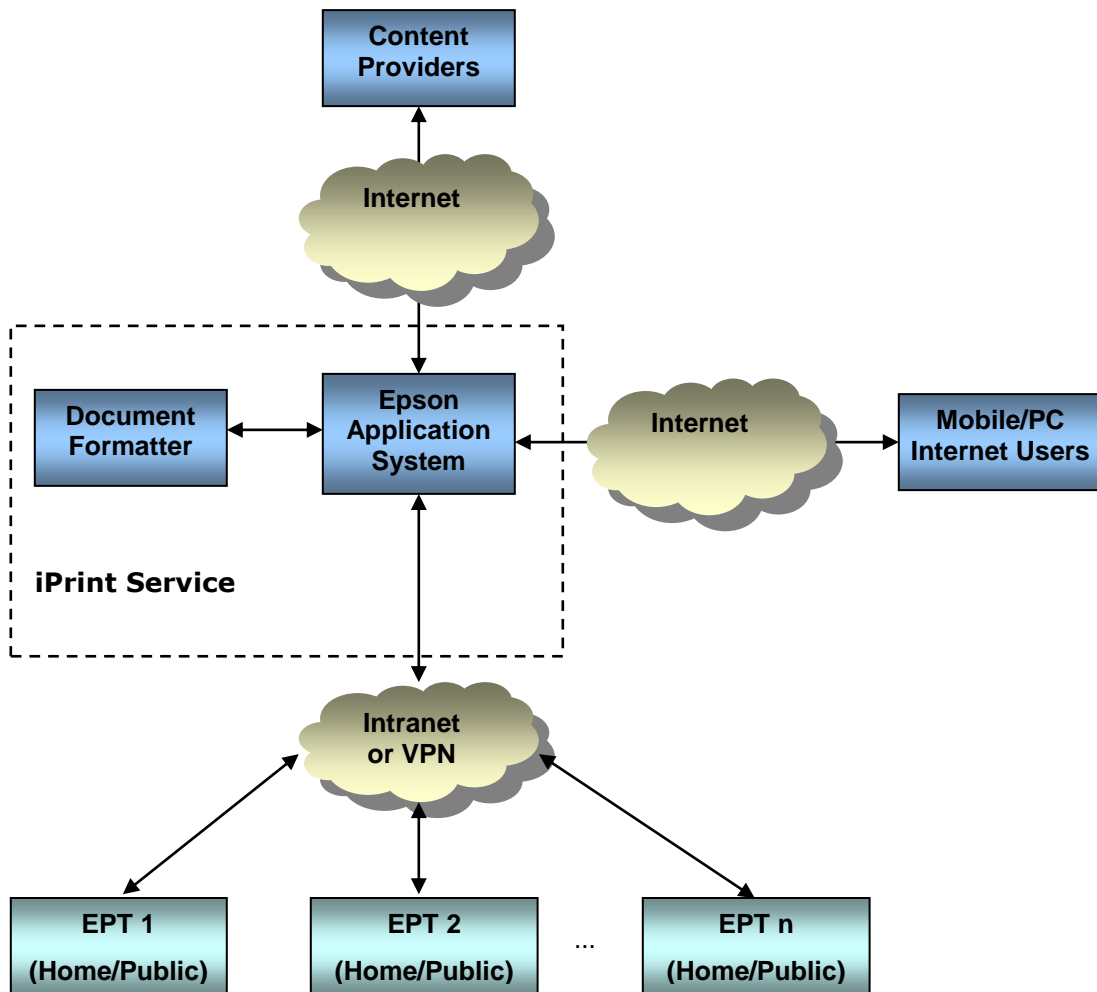 Content
Providers
Internet
Document
Formatter
Epson
Application
System
Internet
Mobile/PC
Internet Users
iPrint Service
Intranet
or VPN
EPT 1
(Home/Public)
EPT 2
(Home/Public)
...
EPT n
(Home/Public)